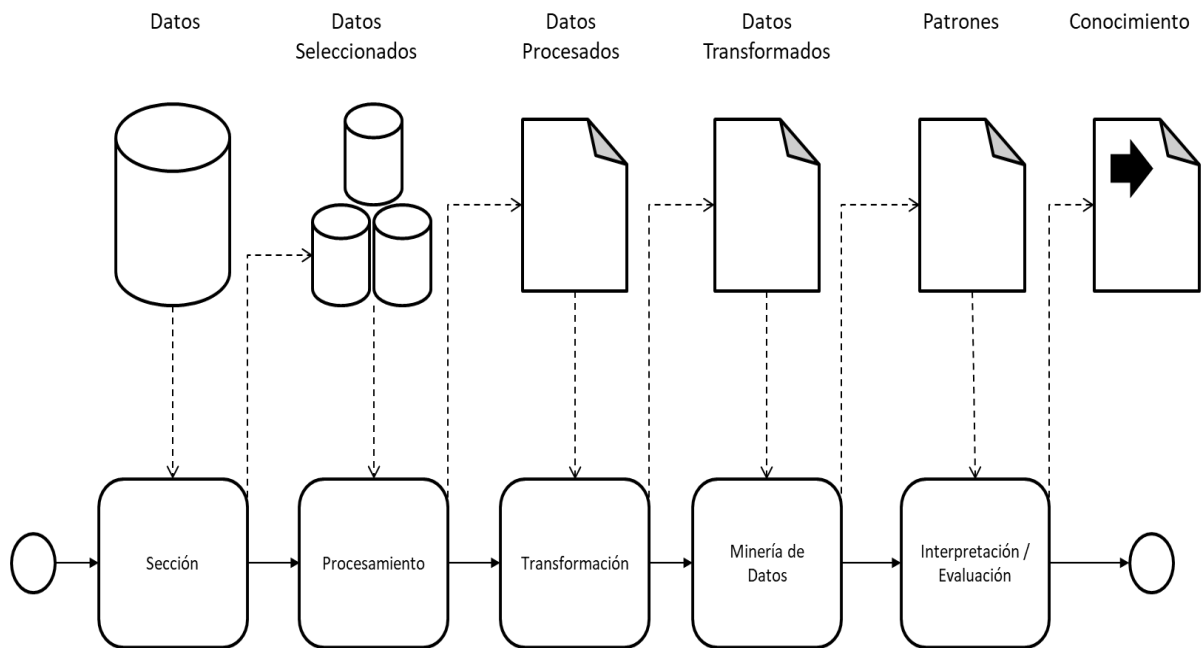 Datos
Datos
Seleccionados
Datos
Procesados
Datos
Transformados
Patrones
Conocimiento
Sección
Procesamiento
Transformación
Minería de
Datos
Interpretación /
Evaluación